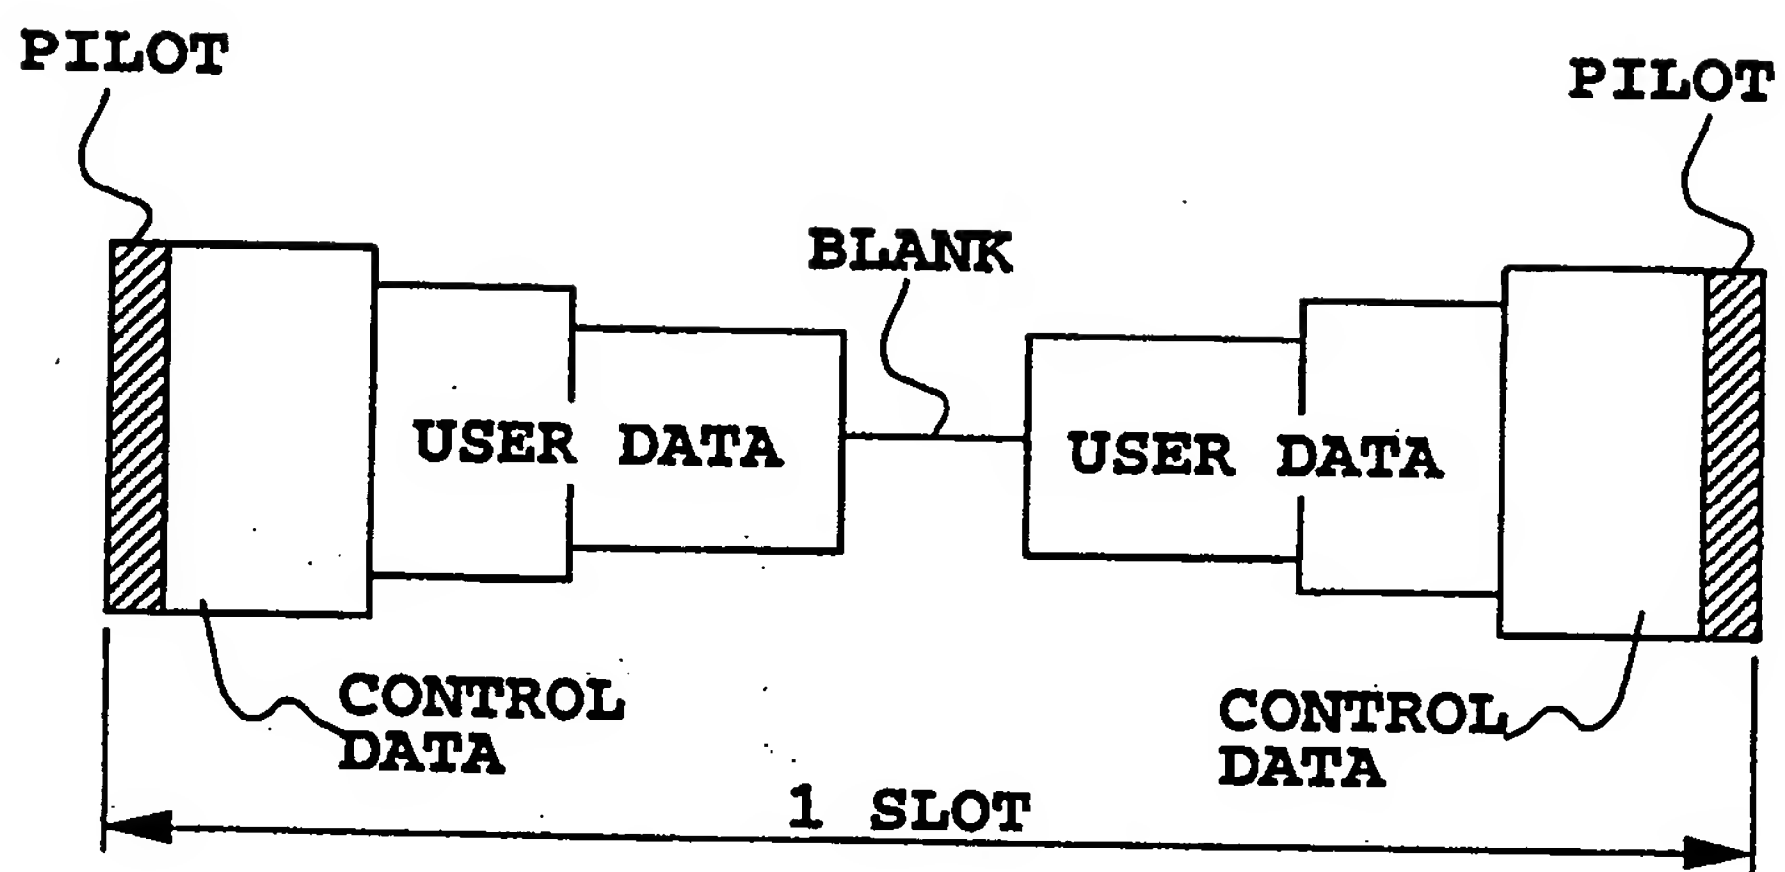 PILOT
PILOT
BLANK
USER DATA
USER DATA
CONTROL
DATA
CONTROL
DATA
1 SLOT